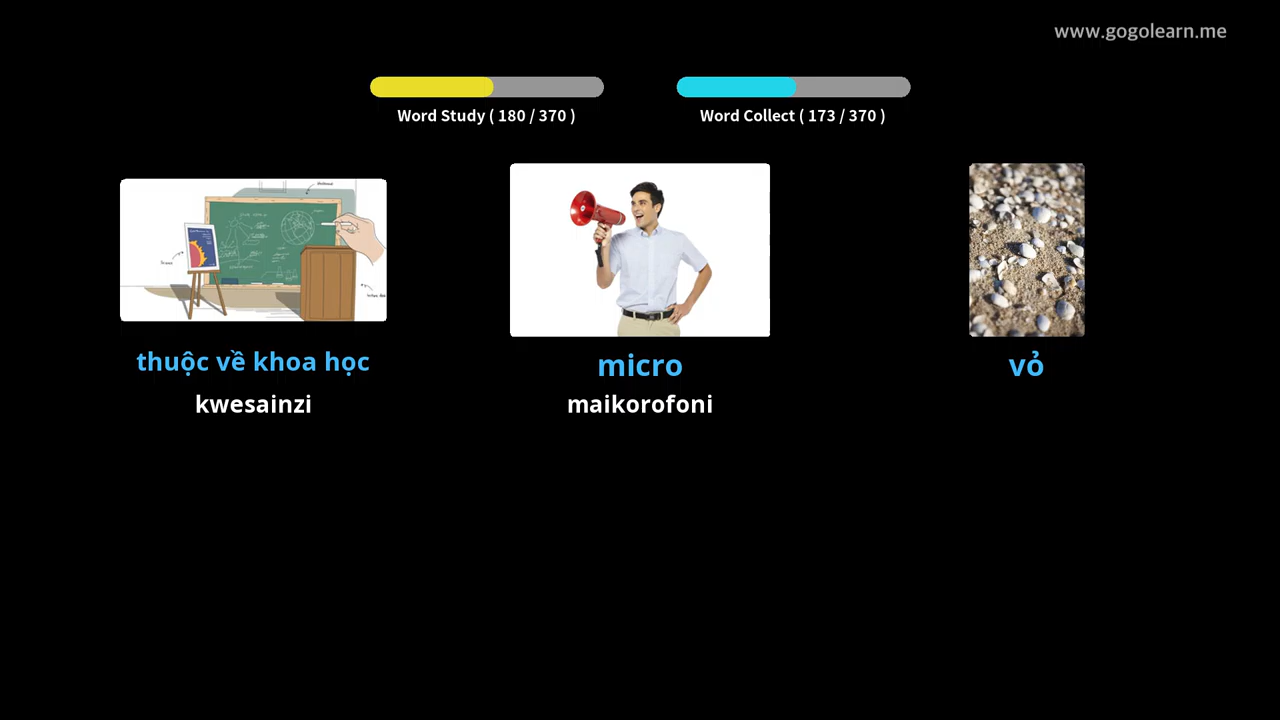 www.gogolearn.me
Word Study ( 180 / 370 )
Word Collect ( 173 / 370 )
thuộc về khoa học
kwesainzi
micro
maikorofoni
vỏ